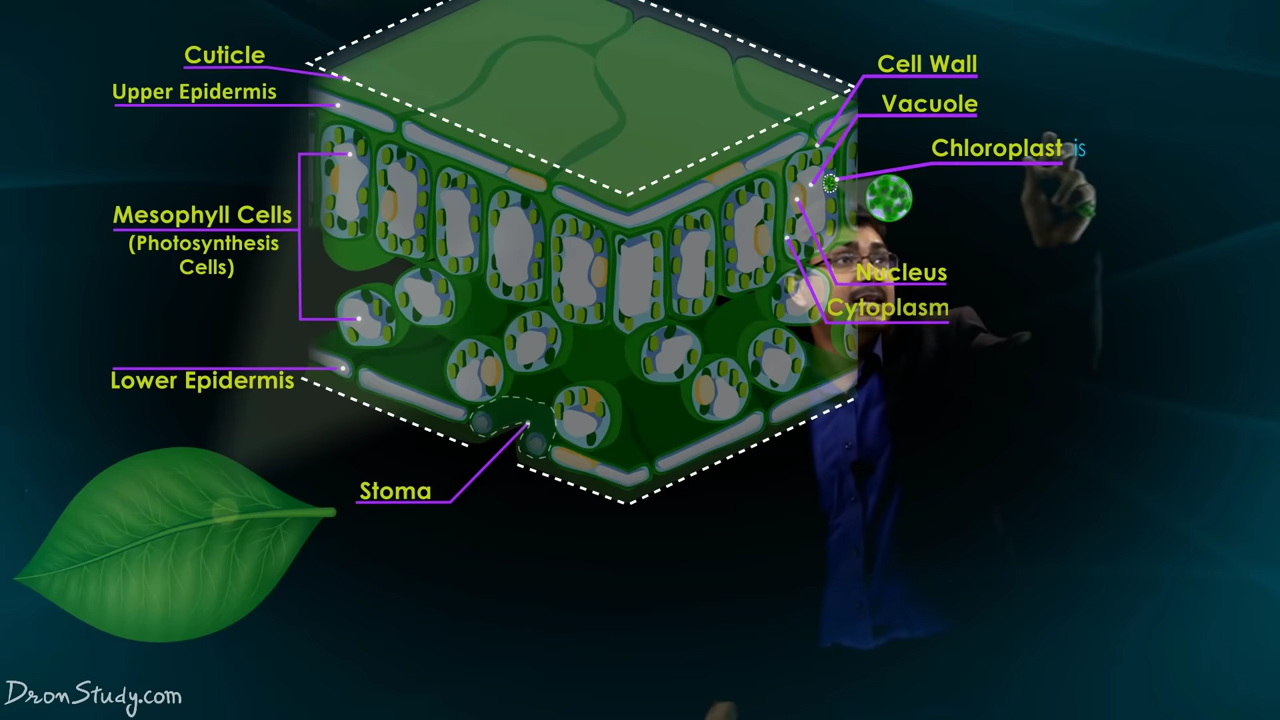 Cuticle
Upper Epidermis
Mesophyll Cells
(Photosynthesis
Cells)
Lower Epidermis
Stoma
Cell Wall
Vacuole
Chloroplast is
Nucleus
Cytoplasm
DronStudy.com